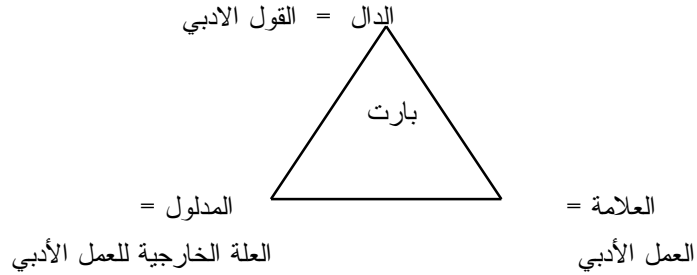 الدال = القول الادبي
بارت
العلامة =
العمل الأدبي
المدلول =
العلة الخارجية للعمل الأدبي